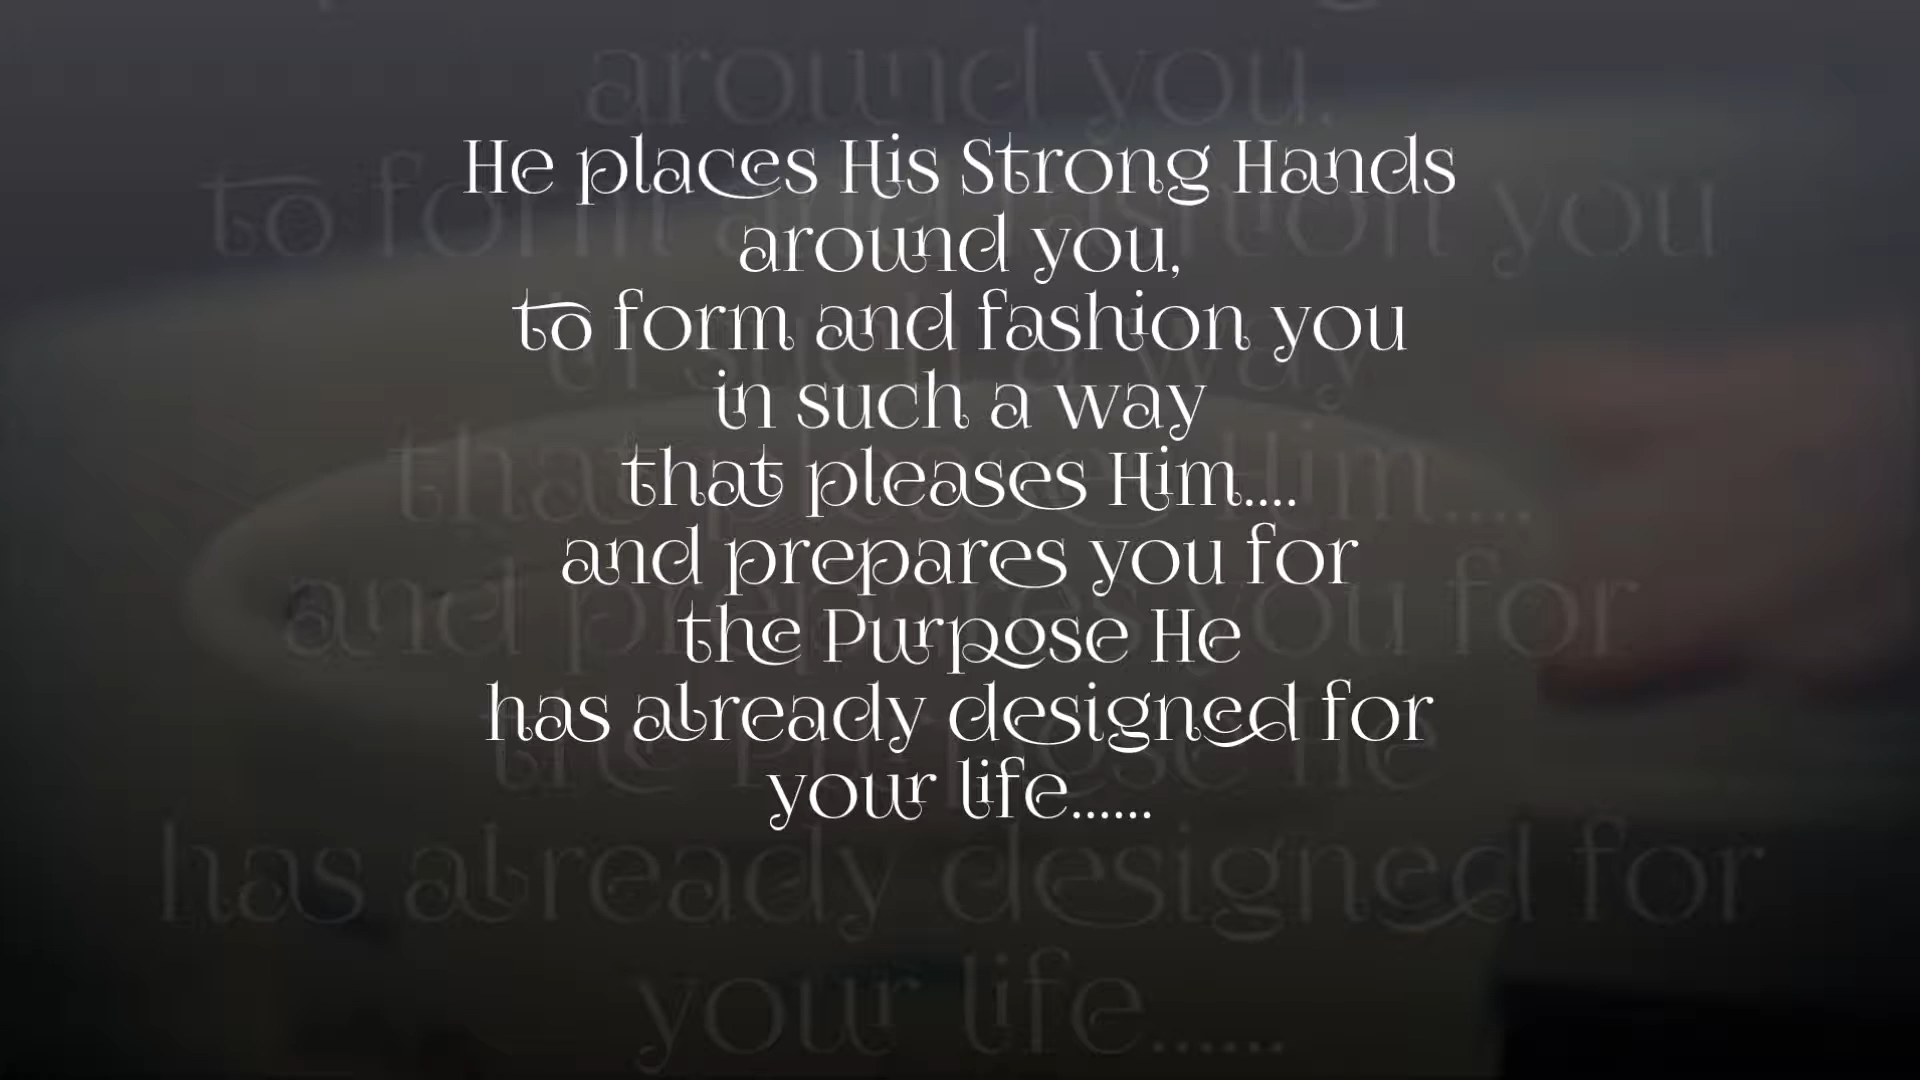 He places His Strong Hands
around you,
to form and fashion you
in such a way
that pleases Him....
and prepares you for
the Purpose He
has already designed for
your life......